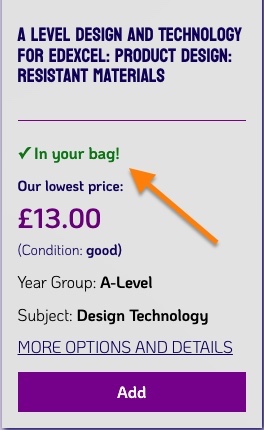 A LEVEL DESIGN AND TECHNOLOGY
FOR EDEXCEL: PRODUCT DESIGN:
RESISTANT MATERIALS
✓ In your bag!
Our lowest price:
£13.00
(Condition: good)
Year Group: A-Level
Subject: Design Technology
MORE OPTIONS AND DETAILS
Add